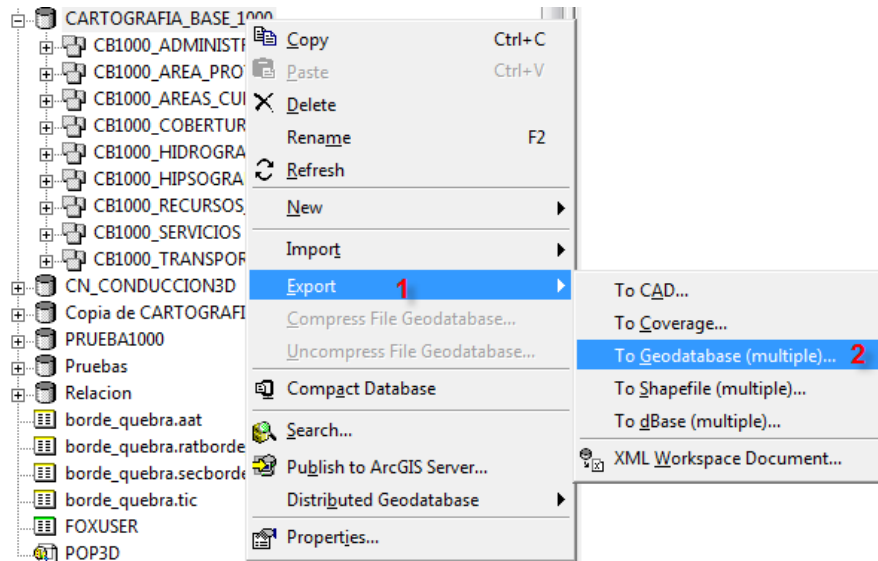 CARTOGRAFIA_BASE_1000
CB1000_ADMINISTR
CB1000_AREA_PRO
CB1000_AREAS_CU
CB1000_COBERTUR
CB1000_HIDROGRA
CB1000_HIPSOGRA
CB1000_RECURSOS_
CB1000_SERVICIOS
CB1000_TRANSPOR
CN_CONDUCCION3D
Copia de CARTOGRAFI
PRUEBA1000
Pruebas
Relacion
borde_quebra.aat
borde_quebra.ratborde
borde_quebra.secborde
borde_quebra.tic
FOXUSER
POP3D
Copy Ctrl+C
Paste Ctrl+V
Delete
Rename F2
Refresh
New
Import
Export 1
Compress File Geodatabase...
Uncompress File Geodatabase...
Compact Database
Search...
Publish to ArcGIS Server...
Distributed Geodatabase
Properties...
To CAD...
To Coverage...
To Geodatabase (multiple)... 2
To Shapefile (multiple)...
To dBase (multiple)...
XML Workspace Document...